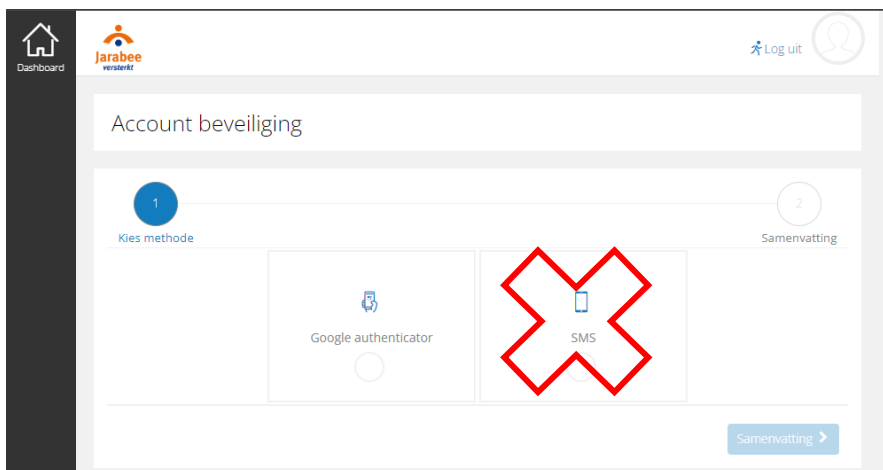 Dashboard
Jarabee
versterkt
Log uit
Account beveiliging
1
2
Kies methode
Samenvatting
Google authenticator
SMS
Samenvatting